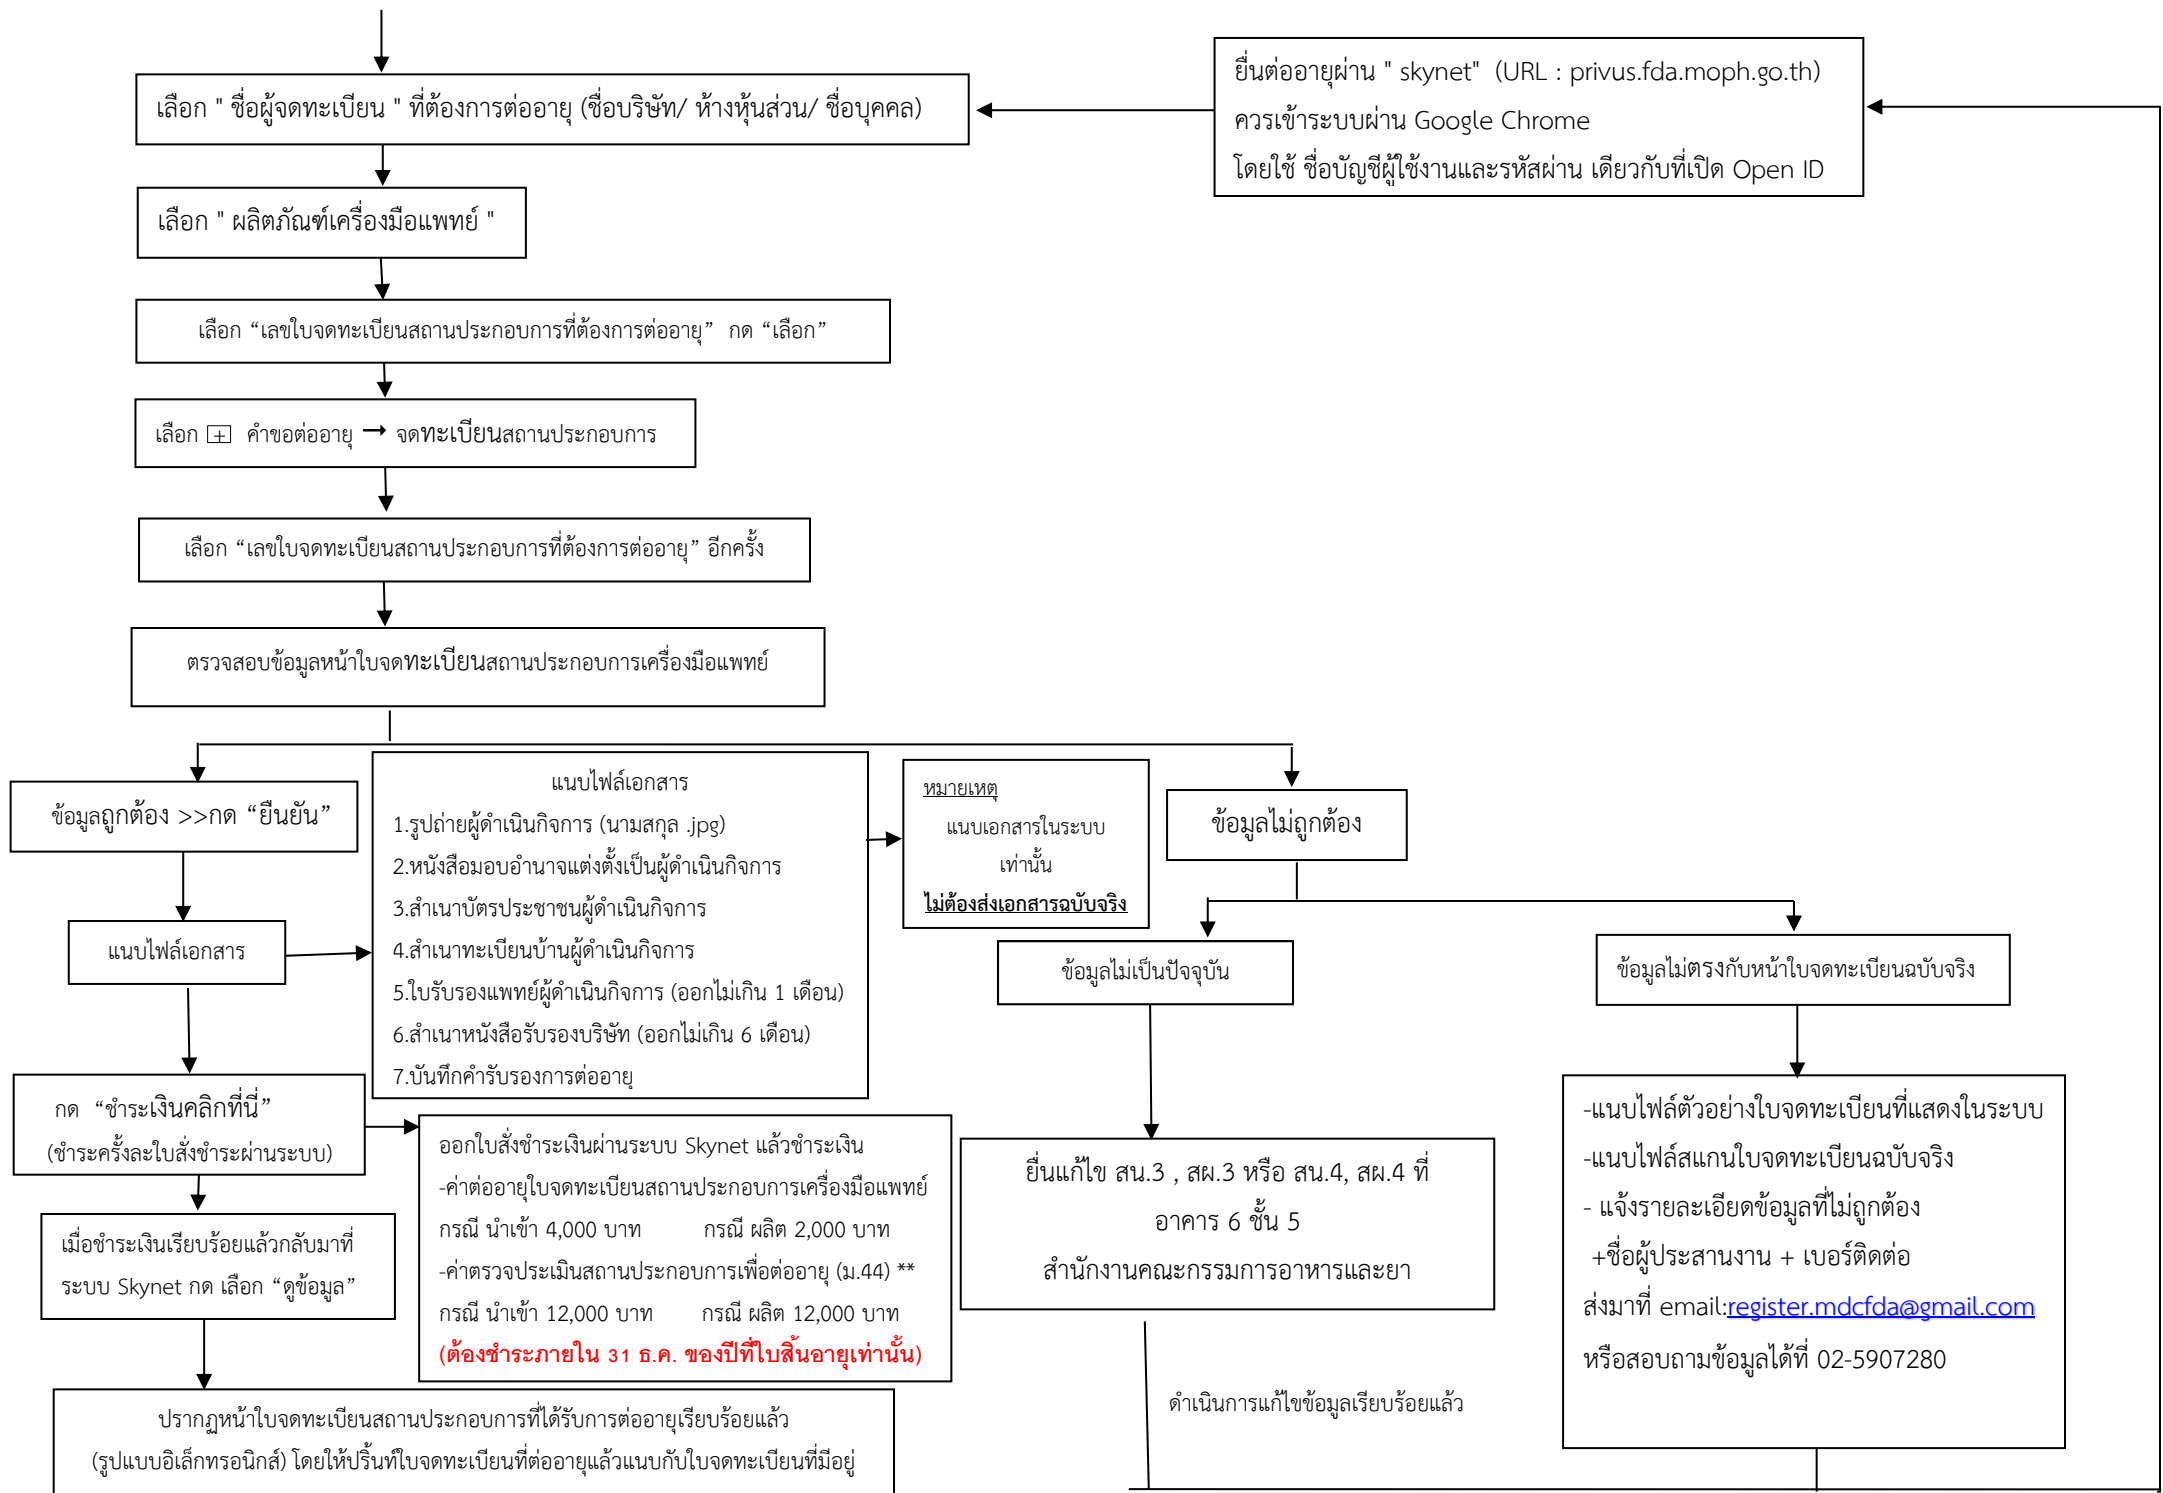 ยื่นต่ออายุผ่าน " skynet" (URL : privus.fda.moph.go.th)
ควรเข้าระบบผ่าน Google Chrome
โดยใช้ ชื่อบัญชีผู้ใช้งานและรหัสผ่าน เดียวกับที่เปิด Open ID
เลือก " ชื่อผู้จดทะเบียน " ที่ต้องการต่ออายุ (ชื่อบริษัท/ ห้างหุ้นส่วน/ ชื่อบุคคล)
เลือก " ผลิตภัณฑ์เครื่องมือแพทย์ "
เลือก “เลขใบจดทะเบียนสถานประกอบการที่ต้องการต่ออายุ” กด “เลือก”
เลือก + คำขอต่ออายุ → จดทะเบียนสถานประกอบการ
เลือก “เลขใบจดทะเบียนสถานประกอบการที่ต้องการต่ออายุ” อีกครั้ง
ตรวจสอบข้อมูลหน้าใบจดทะเบียนสถานประกอบการเครื่องมือแพทย์
ข้อมูลถูกต้อง >>กด “ยืนยัน”
แนบไฟล์เอกสาร
แนบไฟล์เอกสาร
1.รูปถ่ายผู้ดำเนินกิจการ (นามสกุล .jpg)
2.หนังสือมอบอำนาจแต่งตั้งเป็นผู้ดำเนินกิจการ
3.สำเนาบัตรประชาชนผู้ดำเนินกิจการ
4.สำเนาทะเบียนบ้านผู้ดำเนินกิจการ
5.ใบรับรองแพทย์ผู้ดำเนินกิจการ (ออกไม่เกิน 1 เดือน)
6.สำเนาหนังสือรับรองบริษัท (ออกไม่เกิน 6 เดือน)
7.บันทึกคำรับรองการต่ออายุ
หมายเหตุ
แนบเอกสารในระบบ
เท่านั้น
ไม่ต้องส่งเอกสารฉบับจริง
กด “ชำระเงินคลิกที่นี่”
(ชำระครั้งละใบสั่งชำระผ่านระบบ)
ออกใบสั่งชำระเงินผ่านระบบ Skynet แล้วชำระเงิน
-ค่าต่ออายุใบจดทะเบียนสถานประกอบการเครื่องมือแพทย์
กรณี นำเข้า 4,000 บาท กรณี ผลิต 2,000 บาท
-ค่าตรวจประเมินสถานประกอบการเพื่อต่ออายุ (ม.44) **
กรณี นำเข้า 12,000 บาท กรณี ผลิต 12,000 บาท
(ต้องชำระภายใน 31 ธ.ค. ของปีที่ใบสิ้นอายุเท่านั้น)
เมื่อชำระเงินเรียบร้อยแล้วกลับมาที่
ระบบ Skynet กด เลือก “ดูข้อมูล”
ปรากฏหน้าใบจดทะเบียนสถานประกอบการที่ได้รับการต่ออายุเรียบร้อยแล้ว
(รูปแบบอิเล็กทรอนิกส์) โดยให้ปริ้นท์ใบจดทะเบียนที่ต่ออายุแล้วแนบกับใบจดทะเบียนที่มีอยู่
ข้อมูลไม่ถูกต้อง
ข้อมูลไม่เป็นปัจจุบัน
ยื่นแก้ไข สน.3 , สผ.3 หรือ สน.4, สผ.4 ที่
อาคาร 6 ชั้น 5
สำนักงานคณะกรรมการอาหารและยา
ดำเนินการแก้ไขข้อมูลเรียบร้อยแล้ว
ข้อมูลไม่ตรงกับหน้าใบจดทะเบียนฉบับจริง
-แนบไฟล์ตัวอย่างใบจดทะเบียนที่แสดงในระบบ
-แนบไฟล์สแกนใบจดทะเบียนฉบับจริง
- แจ้งรายละเอียดข้อมูลที่ไม่ถูกต้อง
+ชื่อผู้ประสานงาน + เบอร์ติดต่อ
ส่งมาที่ email:register.mdcfda@gmail.com
หรือสอบถามข้อมูลได้ที่ 02-5907280